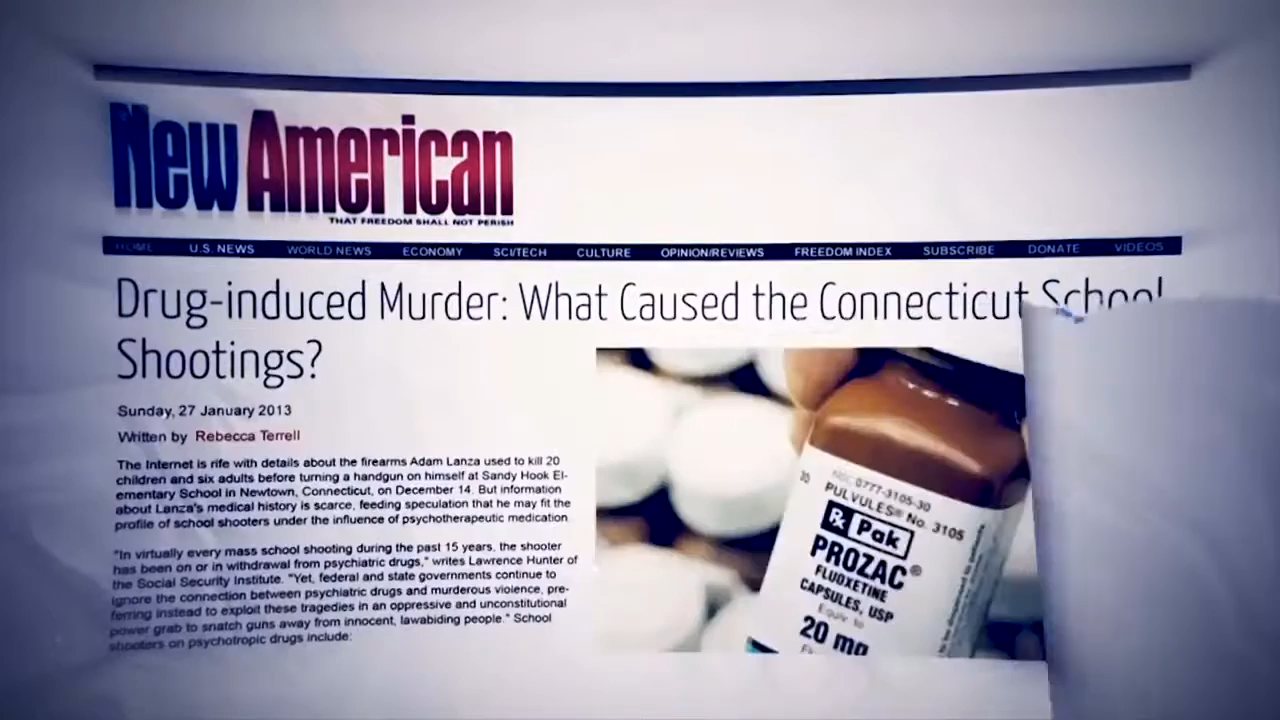 New American
THAT FREEDOM SHALL NOT PERISH
HOME U.S. NEWS WORLD NEWS ECONOMY SCI/TECH CULTURE OPINION/REVIEWS FREEDOM INDEX SUBSCRIBE DONATE VIDEOS
Drug-induced Murder: What Caused the Connecticut School
Shootings?
Sunday, 27 January 2013
Written by Rebecca Terrell
The Internet is rife with details about the firearms Adam Lanza used to kill 20
children and six adults before turning a handgun on himself at Sandy Hook El-
ementary School in Newtown, Connecticut, on December 14. But information
about Lanza's medical history is scarce, feeding speculation that he may fit the
profile of school shooters under the influence of psychotherapeutic medication.
"In virtually every mass school shooting during the past 15 years, the shooter
has been on or in withdrawal from psychiatric drugs," writes Lawrence Hunter of
the Social Security Institute. "Yet, federal and state governments continue to
ignore the connection between psychiatric drugs and murderous violence, pre-
ferring instead to exploit these tragedies in an oppressive and unconstitutional
power grab to snatch guns away from innocent, lawabiding people." School
shooters on psychotropic drugs include:
30
NDC 0777-3105-30
PULVULES® No. 3105
Rx Pak
PROZAC®
FLUOXETINE
CAPSULES, USP
Equiv. to
20 mg